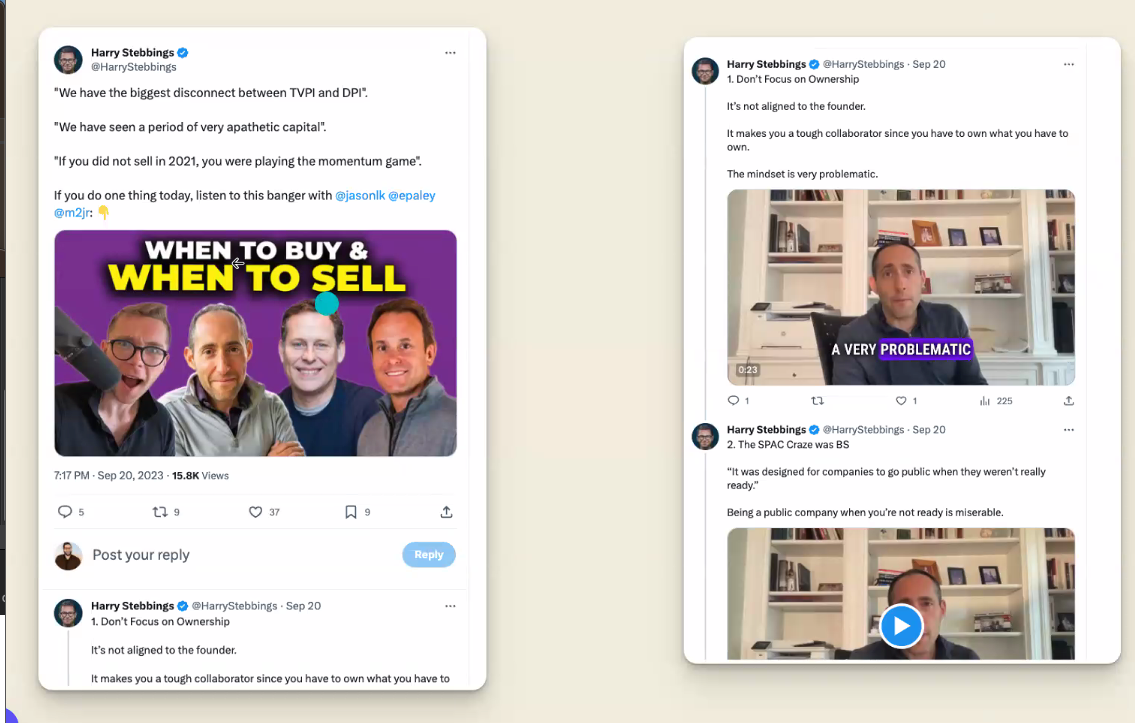 Harry Stebbings
@HarryStebbings
"We have the biggest disconnect between TVPI and DPI".
"We have seen a period of very apathetic capital".
"If you did not sell in 2021, you were playing the momentum game".
If you do one thing today, listen to this banger with @jasonlk @epaley
@m2jr: 👇
WHEN TO BUY &
WHEN TO SELL
7:17 PM · Sep 20, 2023 · 15.8K Views
5 9 37 9
Post your reply
Reply
Harry Stebbings @HarryStebbings · Sep 20
1. Don't Focus on Ownership
It's not aligned to the founder.
It makes you a tough collaborator since you have to own what you have to
Harry Stebbings @HarryStebbings · Sep 20
1. Don't Focus on Ownership
It's not aligned to the founder.
It makes you a tough collaborator since you have to own what you have to
own.
The mindset is very problematic.
A VERY PROBLEMATIC
0:23
1 1 225
Harry Stebbings @HarryStebbings · Sep 20
2. The SPAC Craze was BS
"It was designed for companies to go public when they weren't really
ready."
Being a public company when you're not ready is miserable.